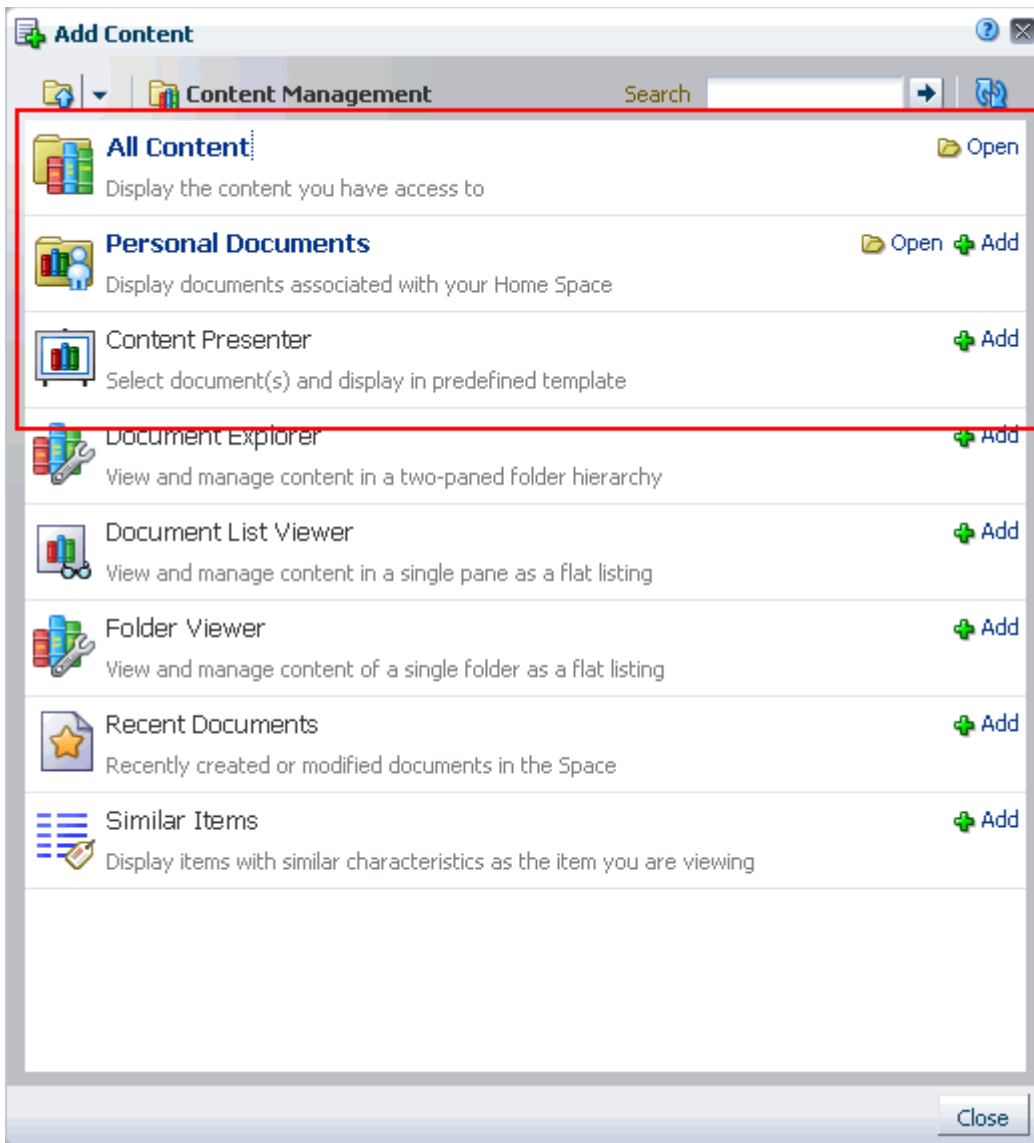 Add Content
Content Management Search
All Content Open
Display the content you have access to
Personal Documents Open Add
Display documents associated with your Home Space
Content Presenter Add
Select document(s) and display in predefined template
Document Explorer Add
View and manage content in a two-paned folder hierarchy
Document List Viewer Add
View and manage content in a single pane as a flat listing
Folder Viewer Add
View and manage content of a single folder as a flat listing
Recent Documents Add
Recently created or modified documents in the Space
Similar Items Add
Display items with similar characteristics as the item you are viewing
Close